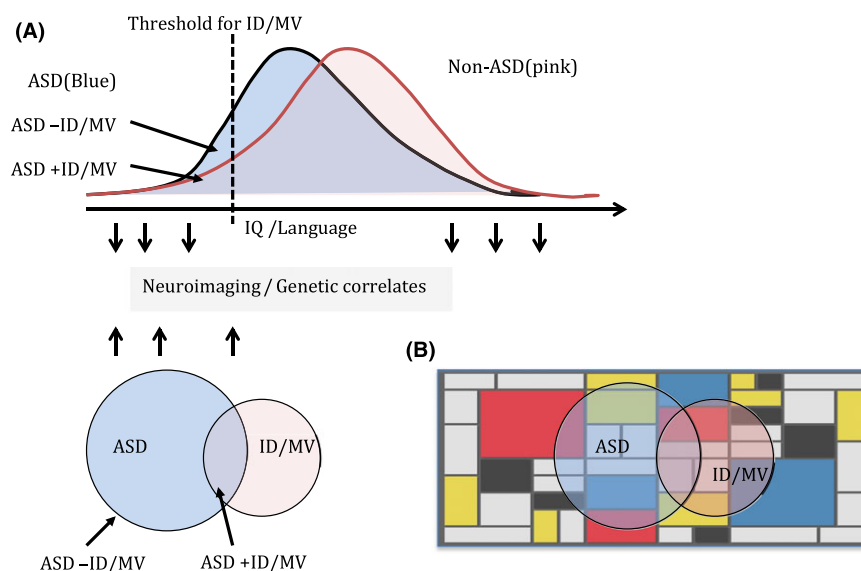 (A)
Threshold for ID/MV
ASD(Blue)
Non-ASD(pink)
ASD –ID/MV
ASD +ID/MV
IQ /Language
Neuroimaging / Genetic correlates
(B)
ASD
ID/MV
ASD
ID/MV
ASD –ID/MV
ASD +ID/MV